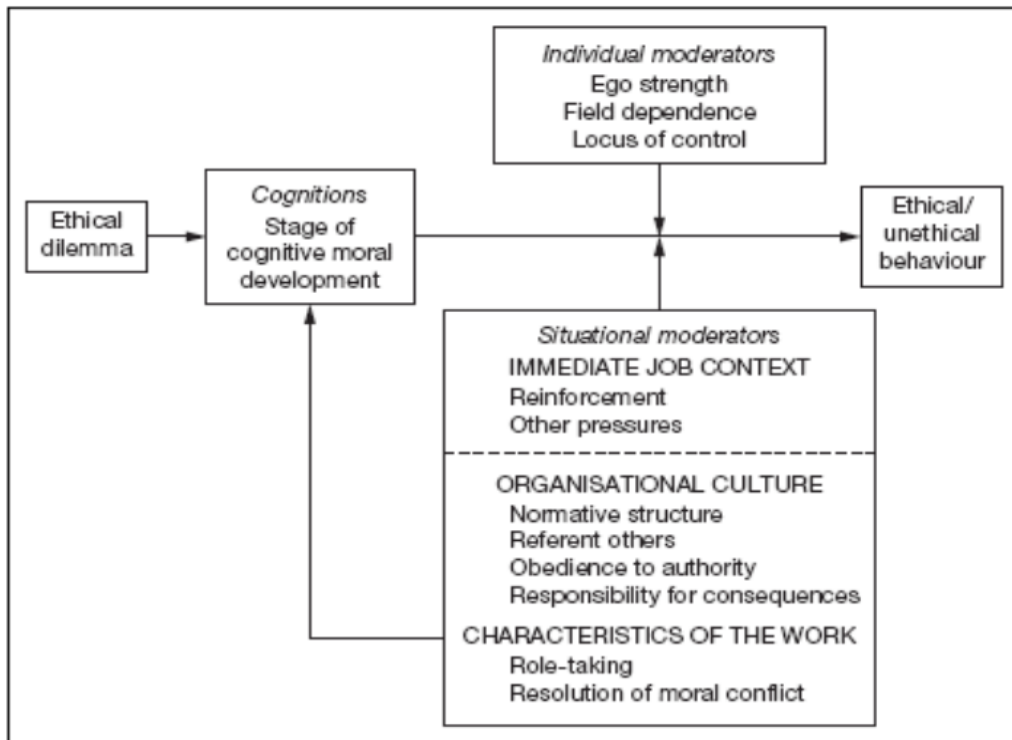 Individual moderators
Ego strength
Field dependence
Locus of control
Ethical
dilemma
Cognitions
Stage of
cognitive moral
development
Ethical/
unethical
behaviour
Situational moderators
IMMEDIATE JOB CONTEXT
Reinforcement
Other pressures
ORGANISATIONAL CULTURE
Normative structure
Referent others
Obedience to authority
Responsibility for consequences
CHARACTERISTICS OF THE WORK
Role-taking
Resolution of moral conflict